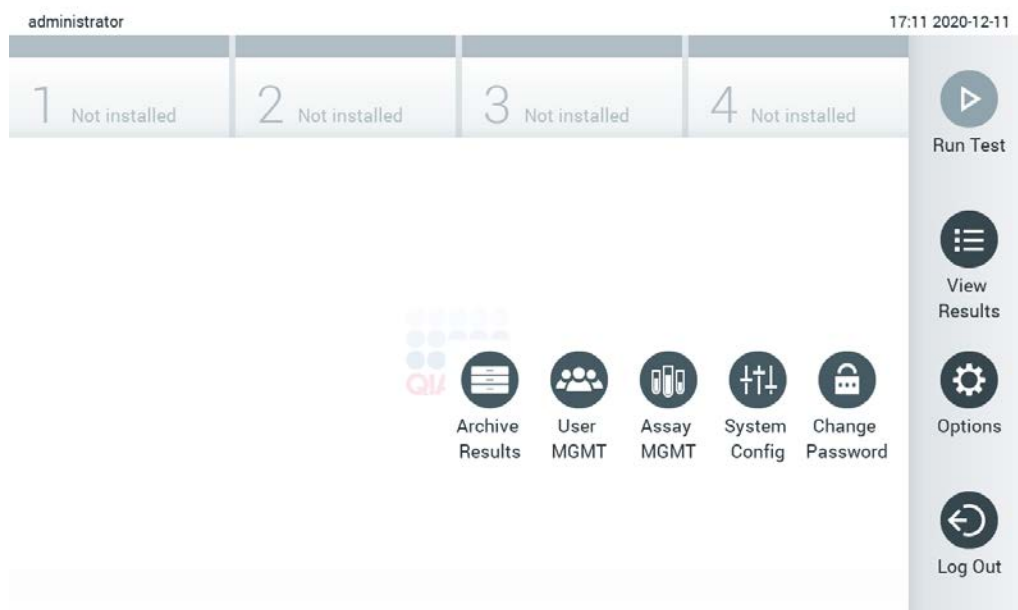 administrator
17:11 2020-12-11
1 Not installed
2 Not installed
3 Not installed
4 Not installed
Run Test
View
Results
QIA
Archive
Results
User
MGMT
Assay
MGMT
System
Config
Change
Password
Options
Log Out